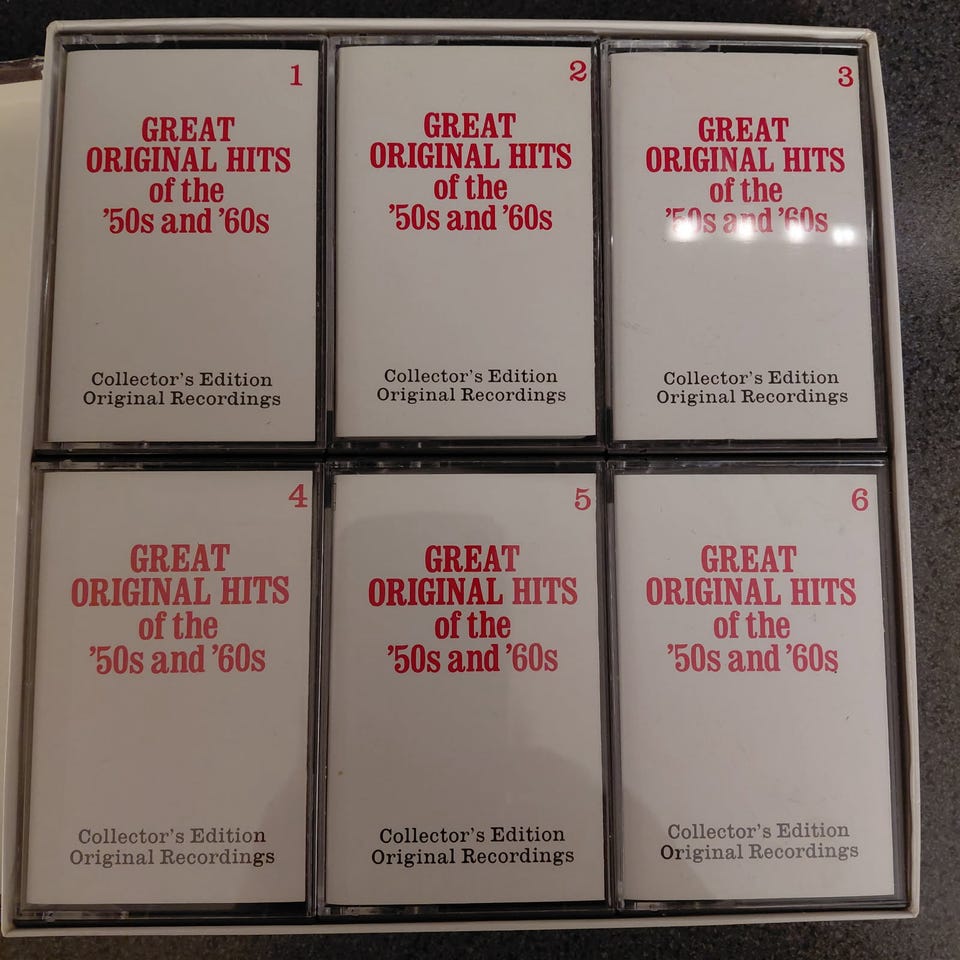 1
GREAT
ORIGINAL HITS
of the
'50s and '60s
Collector's Edition
Original Recordings
2
GREAT
ORIGINAL HITS
of the
'50s and '60s
Collector's Edition
Original Recordings
3
GREAT
ORIGINAL HITS
of the
'50s and '60s
Collector's Edition
Original Recordings
4
GREAT
ORIGINAL HITS
of the
'50s and '60s
Collector's Edition
Original Recordings
5
GREAT
ORIGINAL HITS
of the
'50s and '60s
Collector's Edition
Original Recordings
6
GREAT
ORIGINAL HITS
of the
'50s and '60s
Collector's Edition
Original Recordings